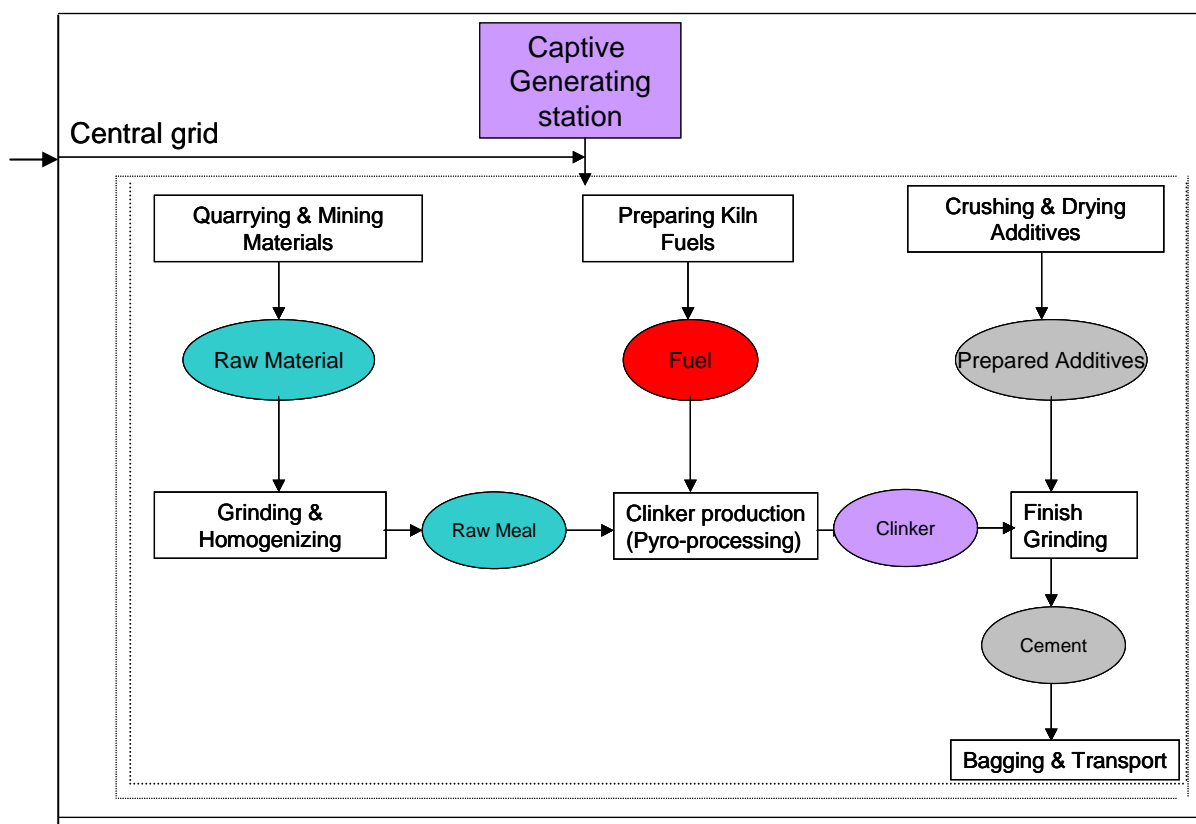 Captive
Generating
station
Central grid
Quarrying & Mining
Materials
Preparing Kiln
Fuels
Crushing & Drying
Additives
Raw Material
Fuel
Prepared Additives
Grinding &
Homogenizing
Raw Meal
Clinker production
(Pyro-processing)
Clinker
Finish
Grinding
Cement
Bagging & Transport